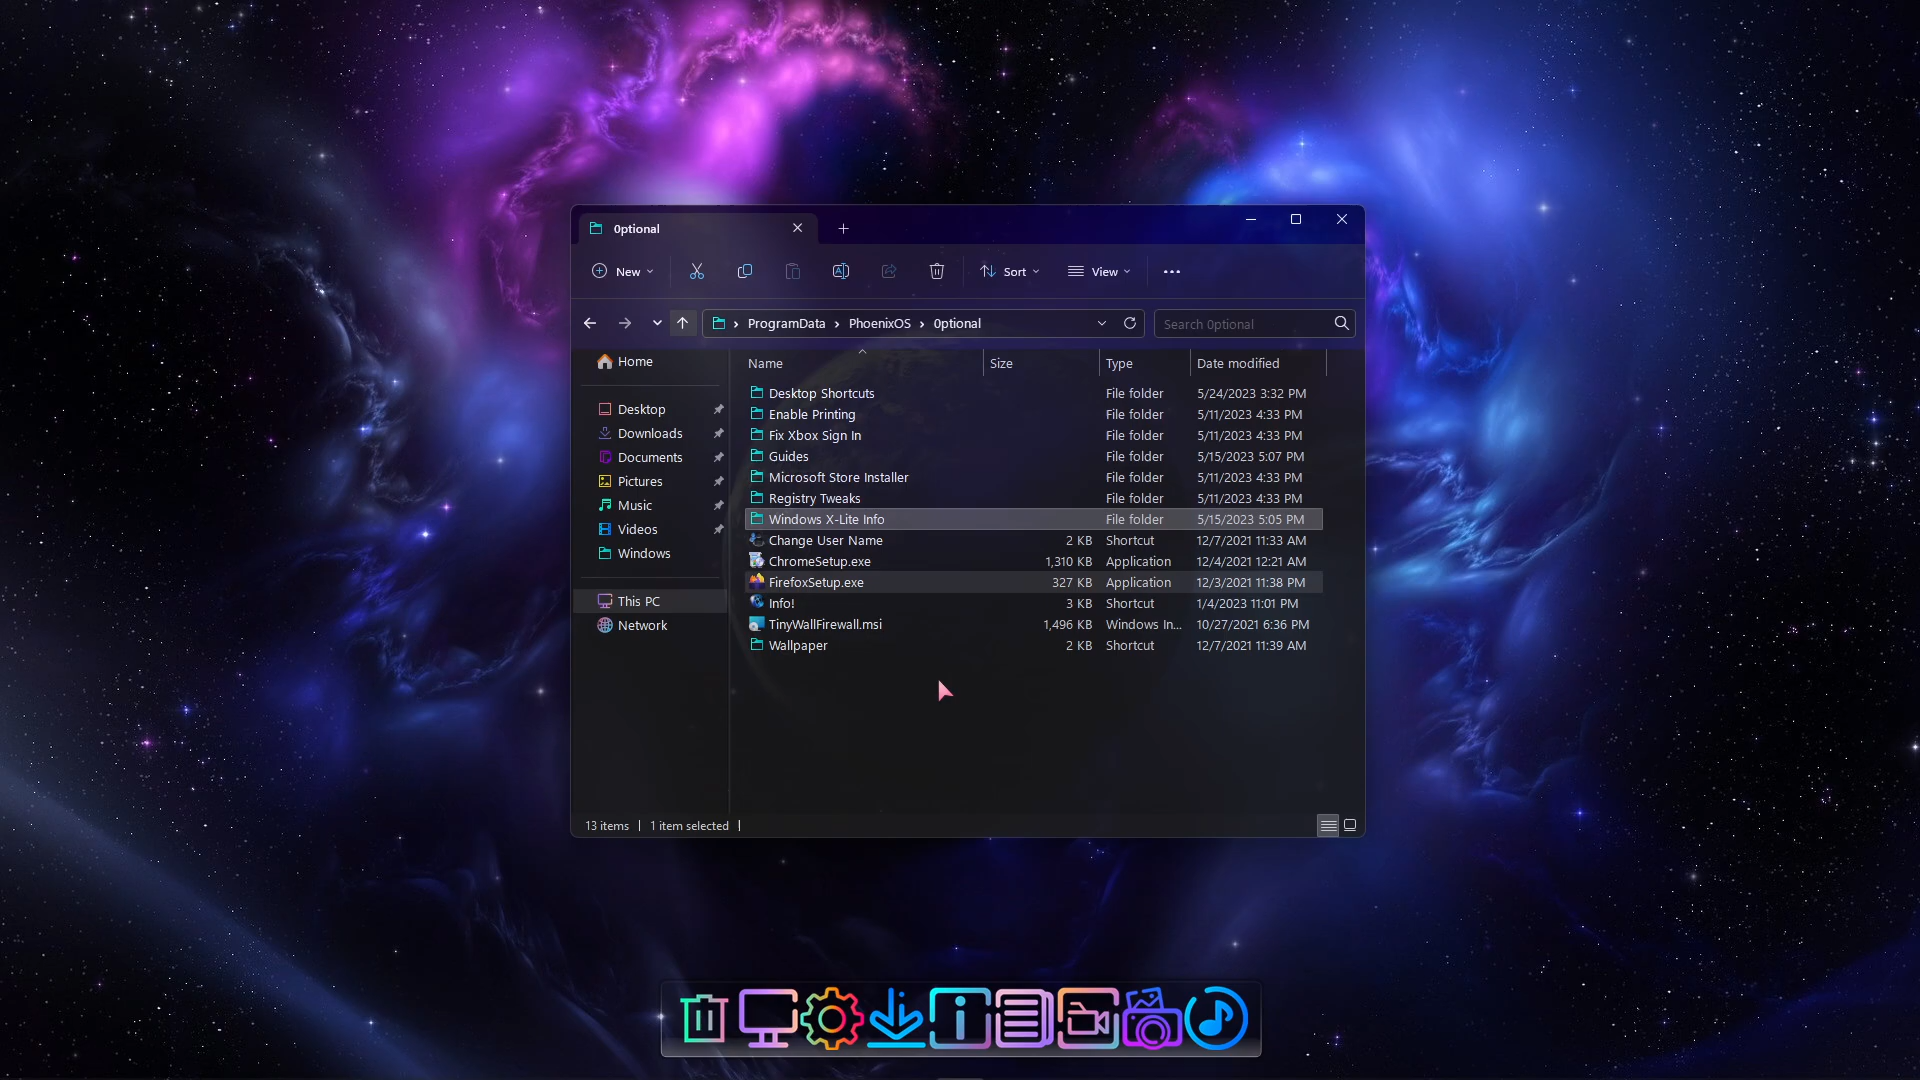 0ptional
New
Sort
View
ProgramData
PhoenixOS
0ptional
Search 0ptional
Home
Desktop
Downloads
Documents
Pictures
Music
Videos
Windows
This PC
Network
Name Size Type Date modified
Desktop Shortcuts File folder 5/24/2023 3:32 PM
Enable Printing File folder 5/11/2023 4:33 PM
Fix Xbox Sign In File folder 5/11/2023 4:33 PM
Guides File folder 5/15/2023 5:07 PM
Microsoft Store Installer File folder 5/11/2023 4:33 PM
Registry Tweaks File folder 5/11/2023 4:33 PM
Windows X-Lite Info File folder 5/15/2023 5:05 PM
Change User Name 2 KB Shortcut 12/7/2021 11:33 AM
ChromeSetup.exe 1,310 KB Application 12/4/2021 12:21 AM
FirefoxSetup.exe 327 KB Application 12/3/2021 11:38 PM
Info! 3 KB Shortcut 1/4/2023 11:01 PM
TinyWallFirewall.msi 1,496 KB Windows In... 10/27/2021 6:36 PM
Wallpaper 2 KB Shortcut 12/7/2021 11:39 AM
13 items | 1 item selected |